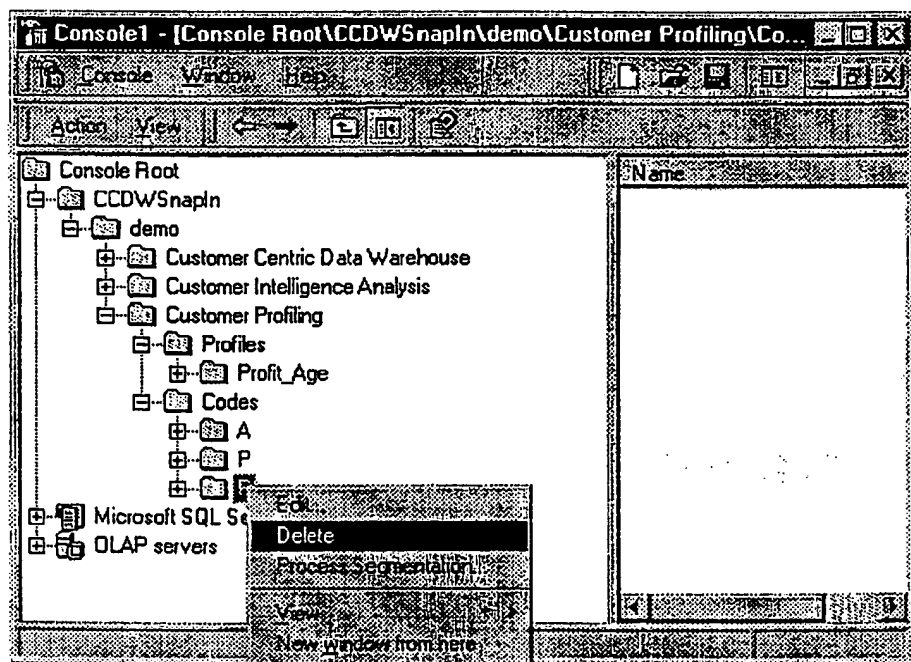 Console1 - [Console Root\CCDWSnapIn\demo\Customer Profiling\Co...
Console Window Help
Action View
Console Root
CCDWSnapIn
demo
Customer Centric Data Warehouse
Customer Intelligence Analysis
Customer Profiling
Profiles
Profit_Age
Codes
A
P
Microsoft SQL Se
OLAP servers
Name
Edit...
Delete
Process Segmentation...
View
New window from here